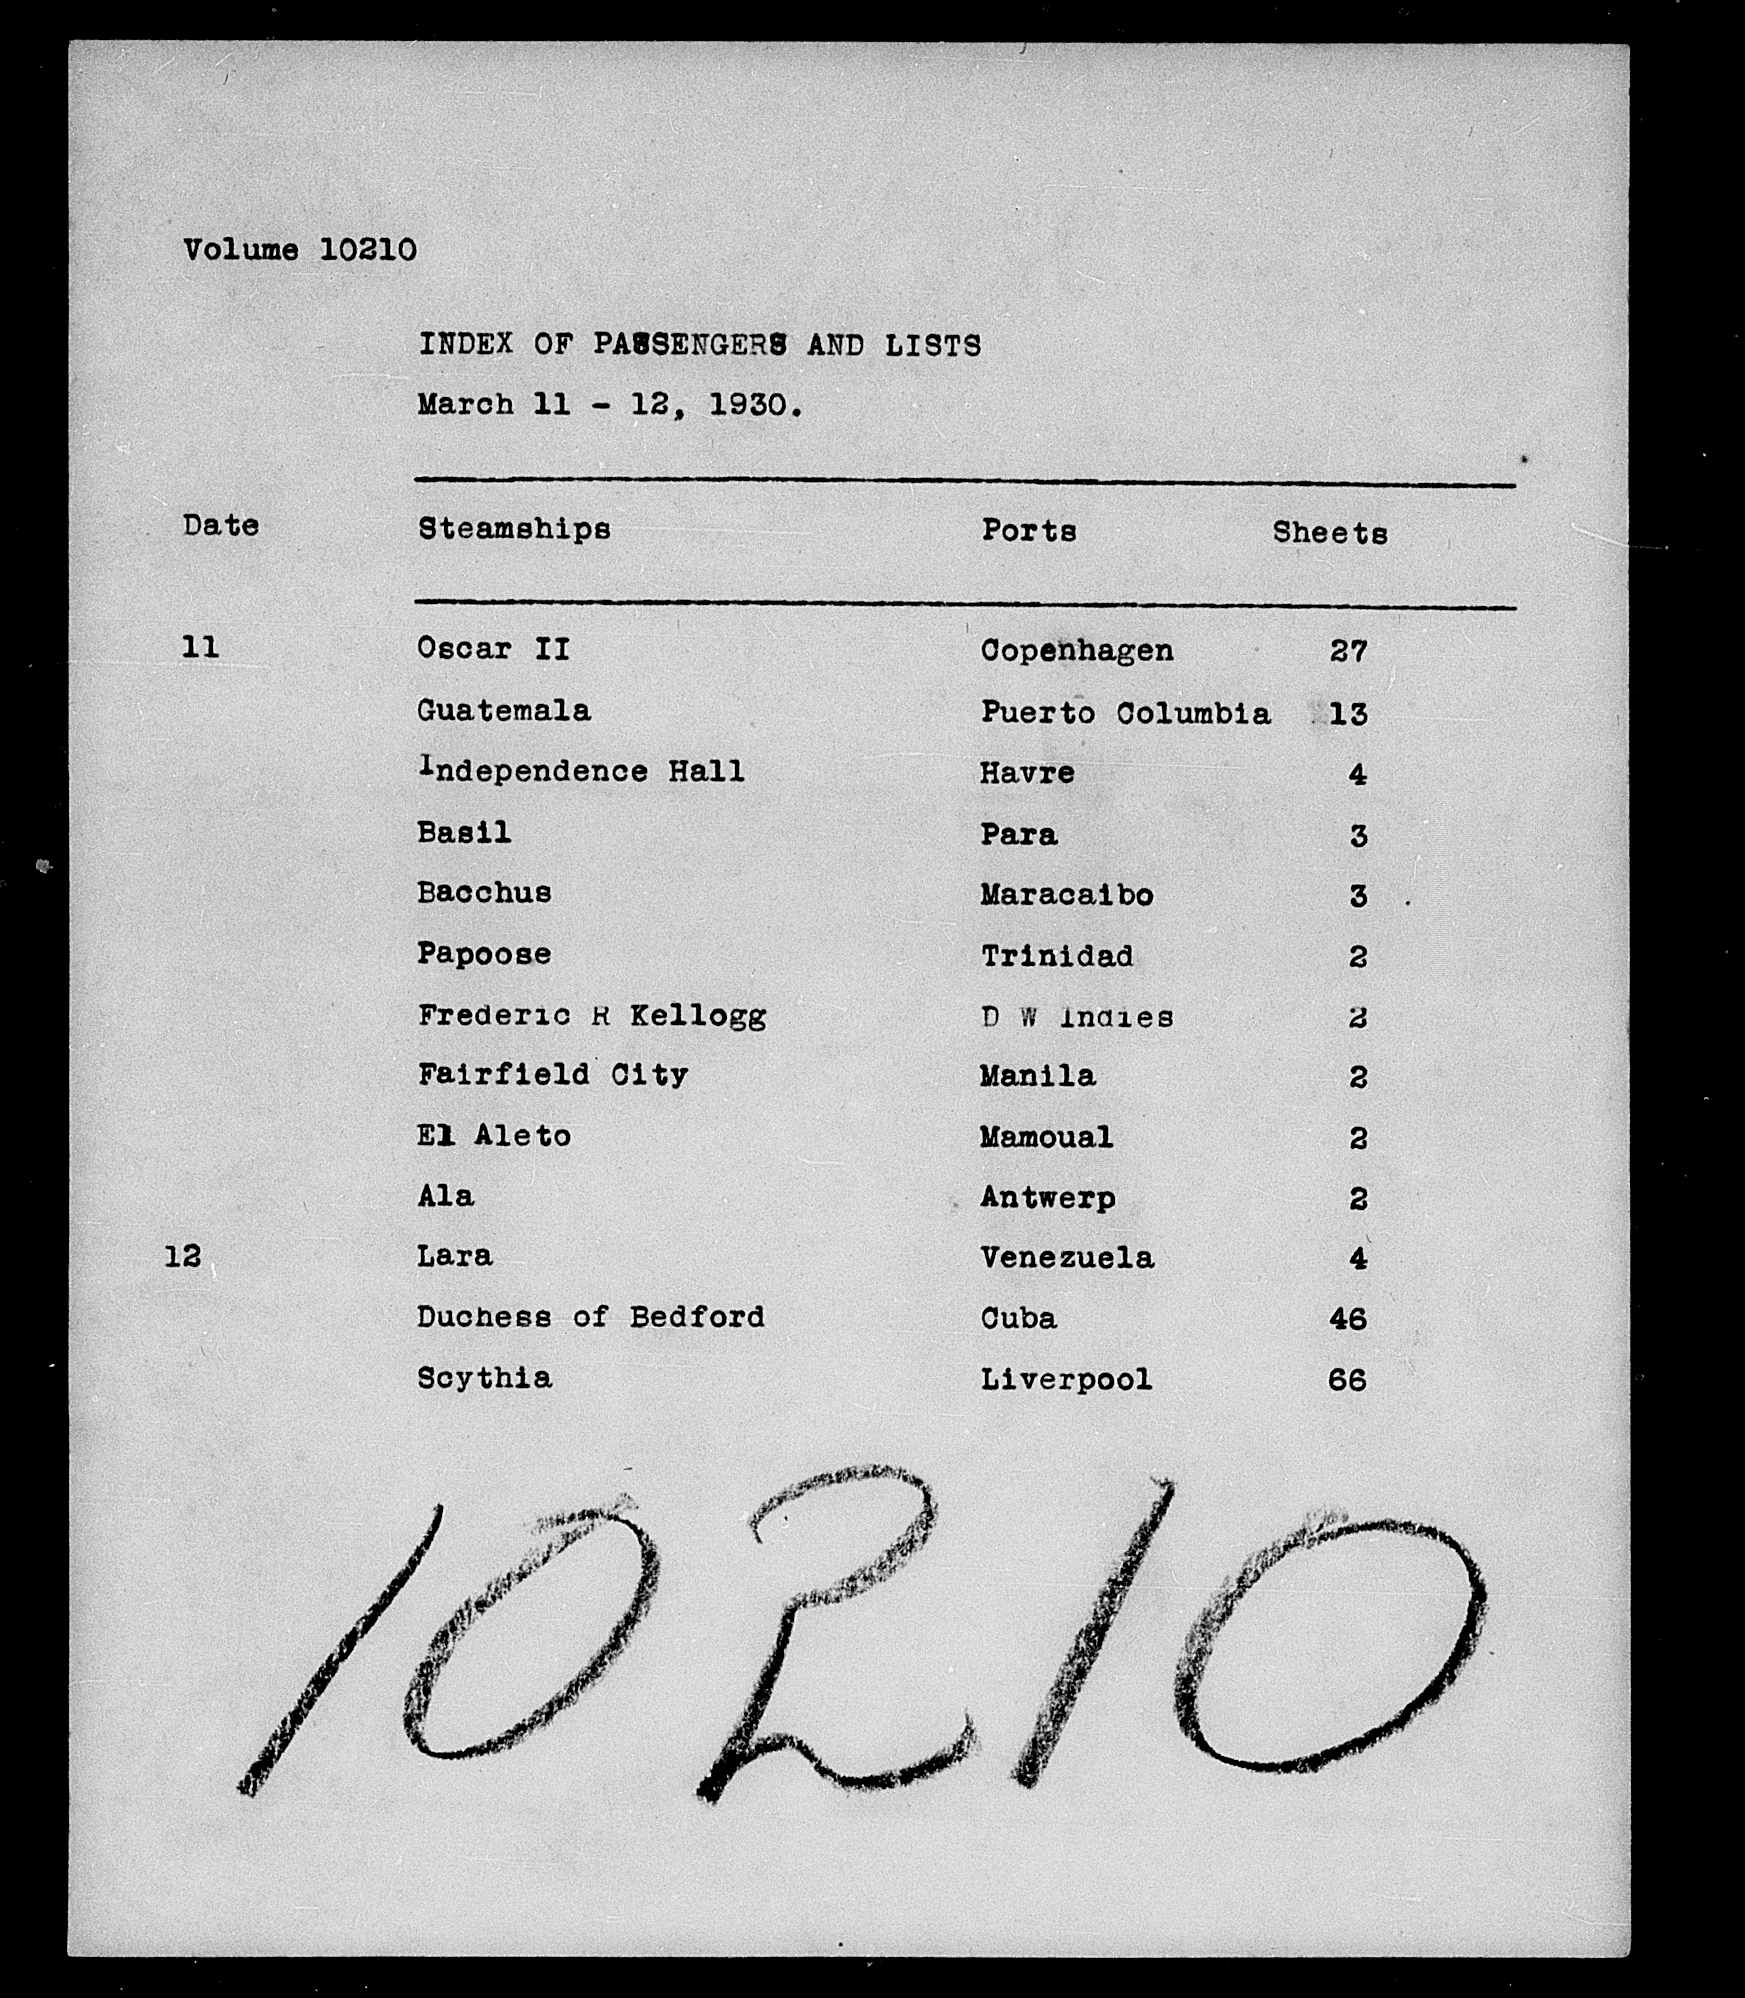 Volume 10210
INDEX OF PASSENGERS AND LISTS
March 11 - 12, 1930.
Date Steamships Ports Sheets
11 Oscar II Copenhagen 27
Guatemala Puerto Columbia 13
Independence Hall Havre 4
Basil Para 3
Bacchus Maracaibo 3
Papoose Trinidad 2
Frederic R Kellogg D W Indies 2
Fairfield City Manila 2
El Aleto Mamoual 2
Ala Antwerp 2
12 Lara Venezuela 4
Duchess of Bedford Cuba 46
Scythia Liverpool 66
10210